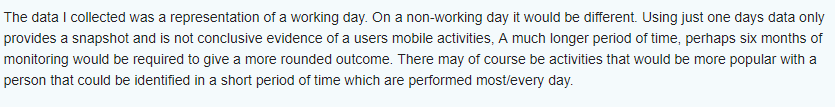 The data I collected was a representation of a working day. On a non-working day it would be different. Using just one days data only
provides a snapshot and is not conclusive evidence of a users mobile activities, A much longer period of time, perhaps six months of
monitoring would be required to give a more rounded outcome. There may of course be activities that would be more popular with a
person that could be identified in a short period of time which are performed most/every day.